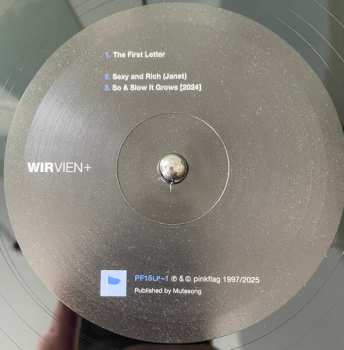 1. The First Letter
2. Sexy and Rich (Janet)
3. So & Slow It Grows [2024]
WIRVIEN+
PF15LP-1 ℗ & © pinkflag 1997/2025
Published by Mutesong